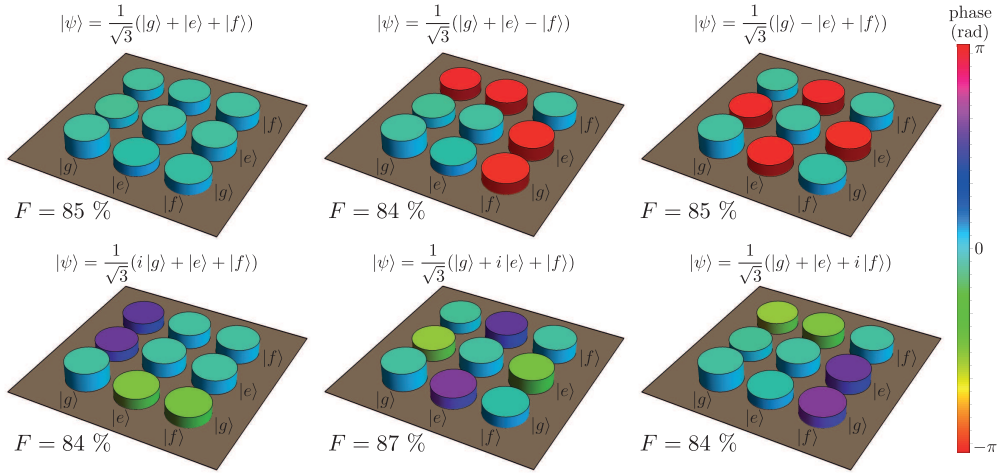 |ψ⟩ = 1/√3 (|g⟩ + |e⟩ + |f⟩)
|ψ⟩ = 1/√3 (|g⟩ + |e⟩ − |f⟩)
|ψ⟩ = 1/√3 (|g⟩ − |e⟩ + |f⟩)
phase
(rad)
π
0
−π
|g⟩
|e⟩
|f⟩
|g⟩
|e⟩
|f⟩
F = 85 %
|g⟩
|e⟩
|f⟩
|g⟩
|e⟩
|f⟩
F = 84 %
|g⟩
|e⟩
|f⟩
|g⟩
|e⟩
|f⟩
F = 85 %
|ψ⟩ = 1/√3 (i |g⟩ + |e⟩ + |f⟩)
|ψ⟩ = 1/√3 (|g⟩ + i |e⟩ + |f⟩)
|ψ⟩ = 1/√3 (|g⟩ + |e⟩ + i |f⟩)
|g⟩
|e⟩
|f⟩
|g⟩
|e⟩
|f⟩
F = 84 %
|g⟩
|e⟩
|f⟩
|g⟩
|e⟩
|f⟩
F = 87 %
|g⟩
|e⟩
|f⟩
|g⟩
|e⟩
|f⟩
F = 84 %